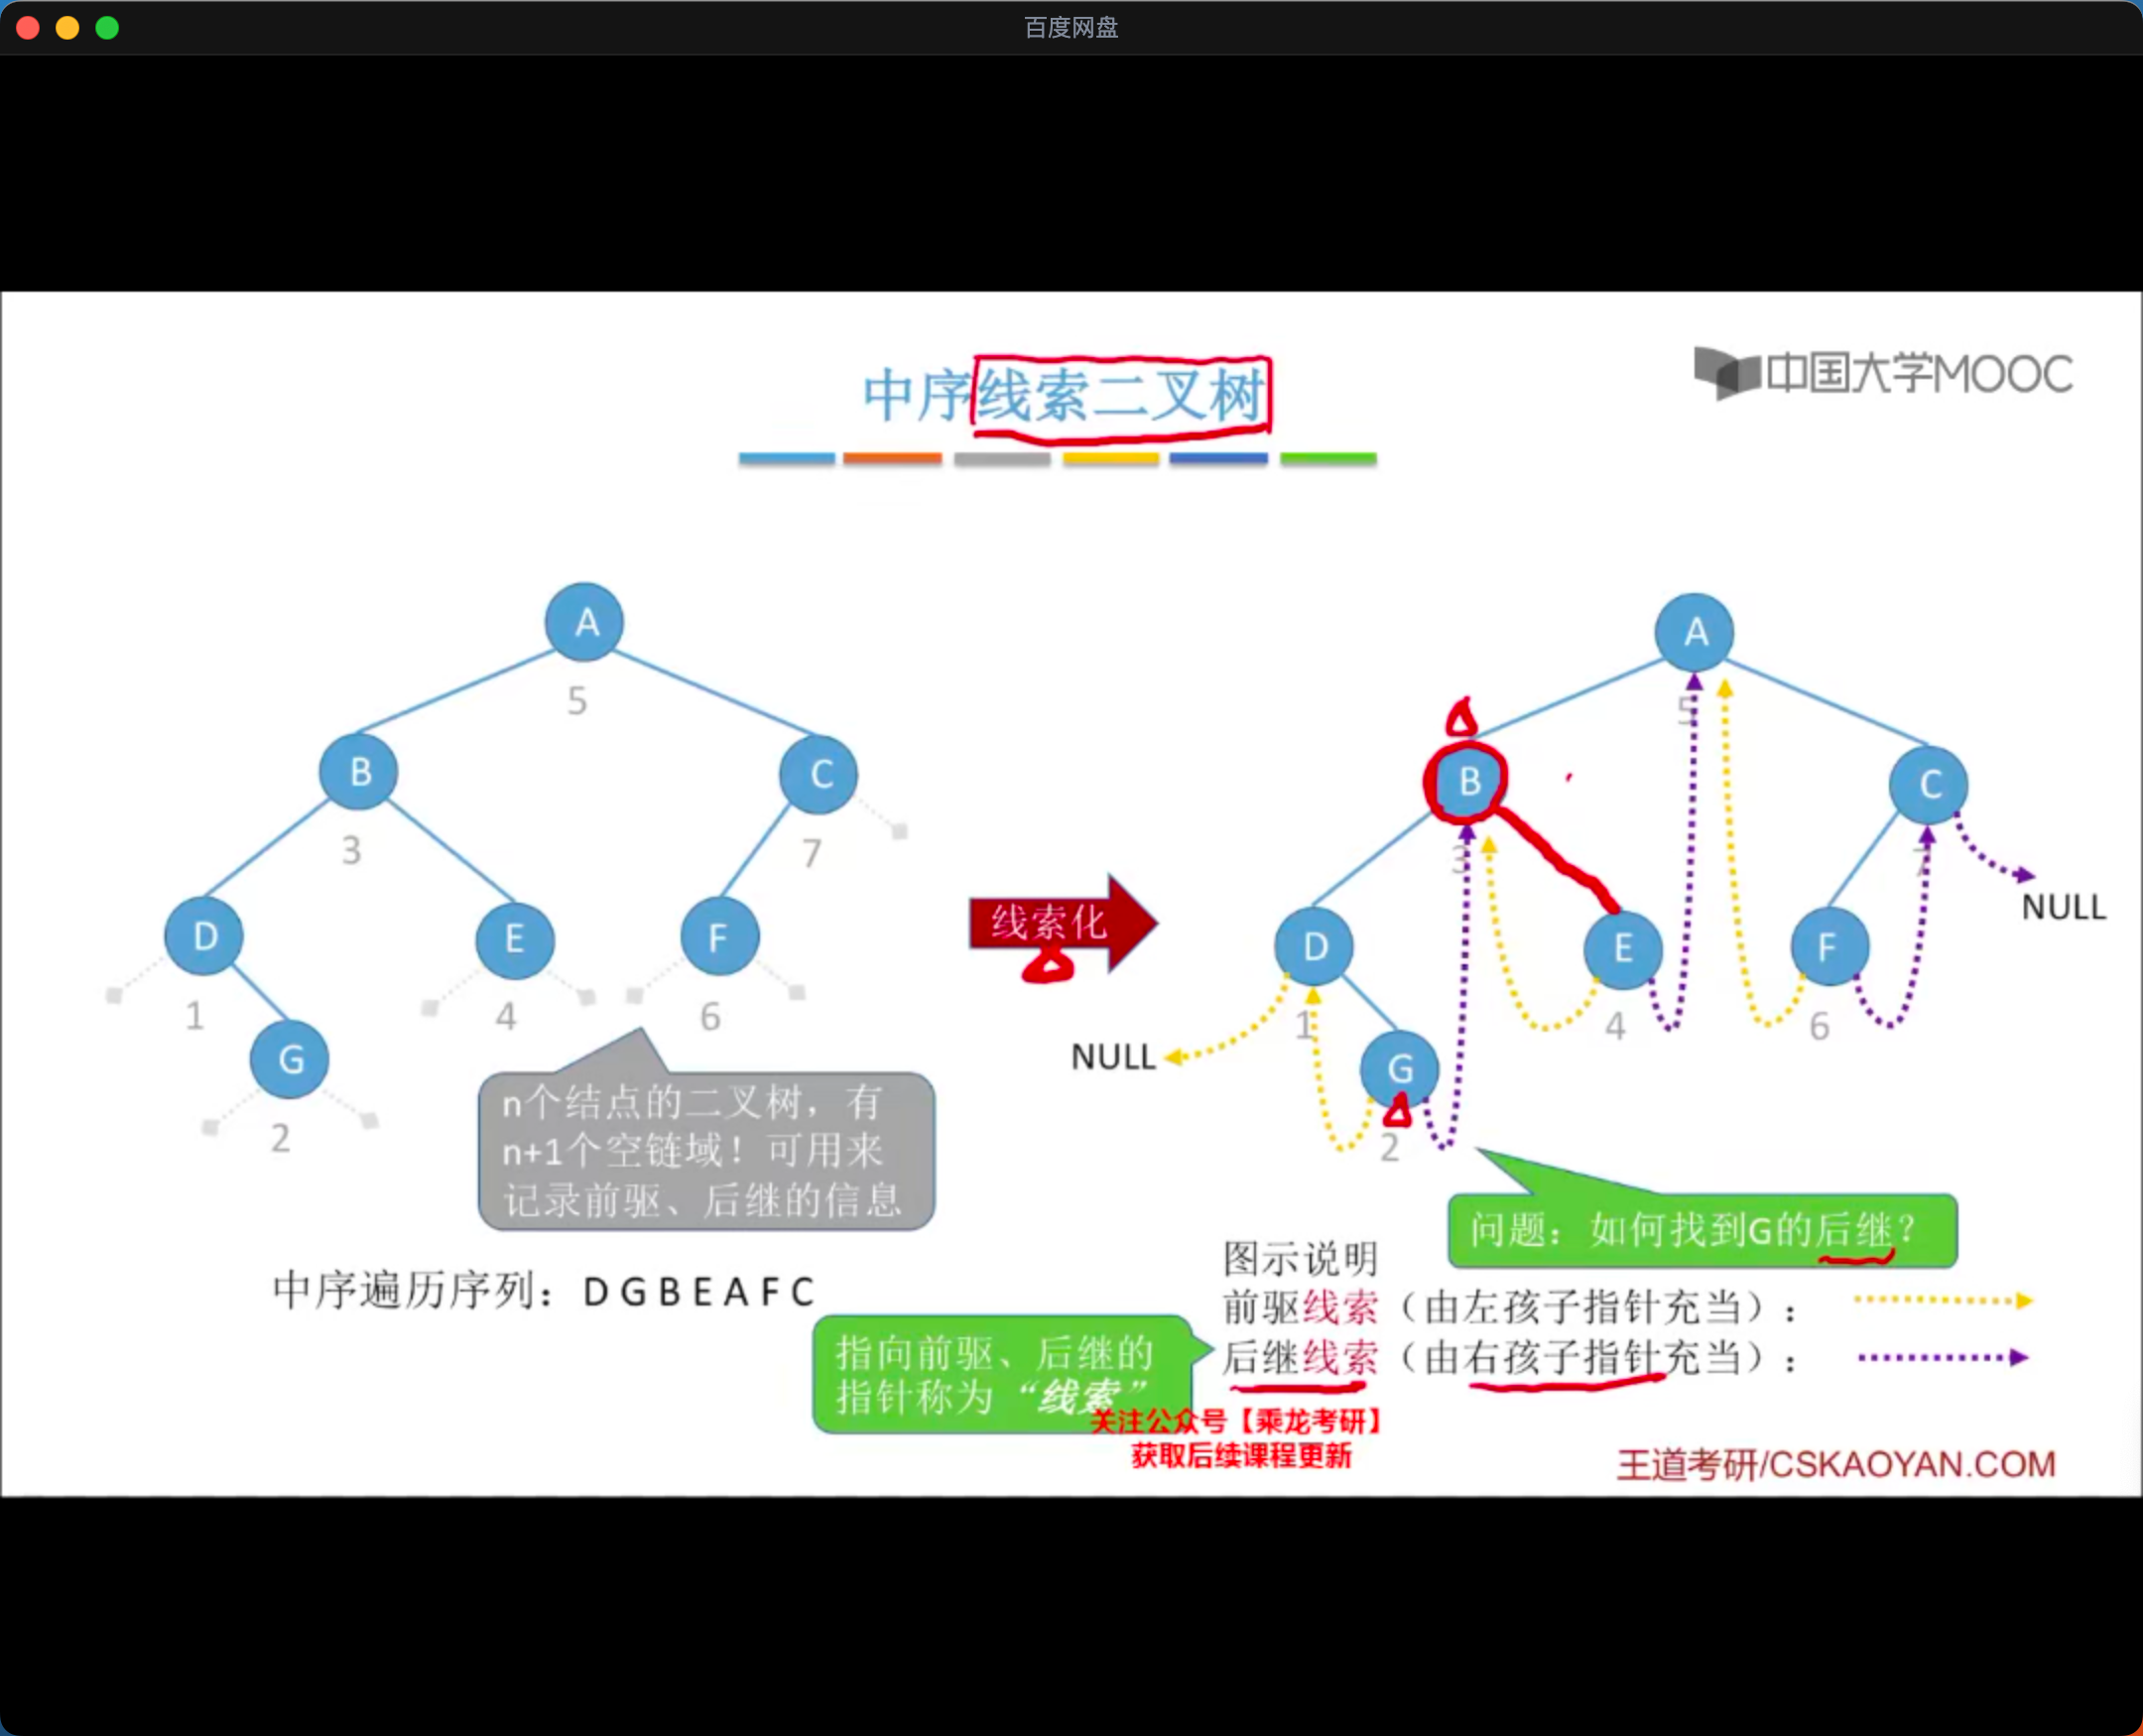 百度网盘
中序线索二叉树
中国大学MOOC
A
5
B
C
3
7
D
E
F
1
4
6
G
2
n个结点的二叉树，有
n+1个空链域！可用来
记录前驱、后继的信息
中序遍历序列：D G B E A F C
线索化
A
5
B
C
3
7
NULL
D
E
F
1
4
6
NULL
G
2
问题：如何找到G的后继？
图示说明
前驱线索（由左孩子指针充当）：
后继线索（由右孩子指针充当）：
指向前驱、后继的
指针称为“线索”
关注公众号【乘龙考研】
获取后续课程更新
王道考研/CSKAOYAN.COM